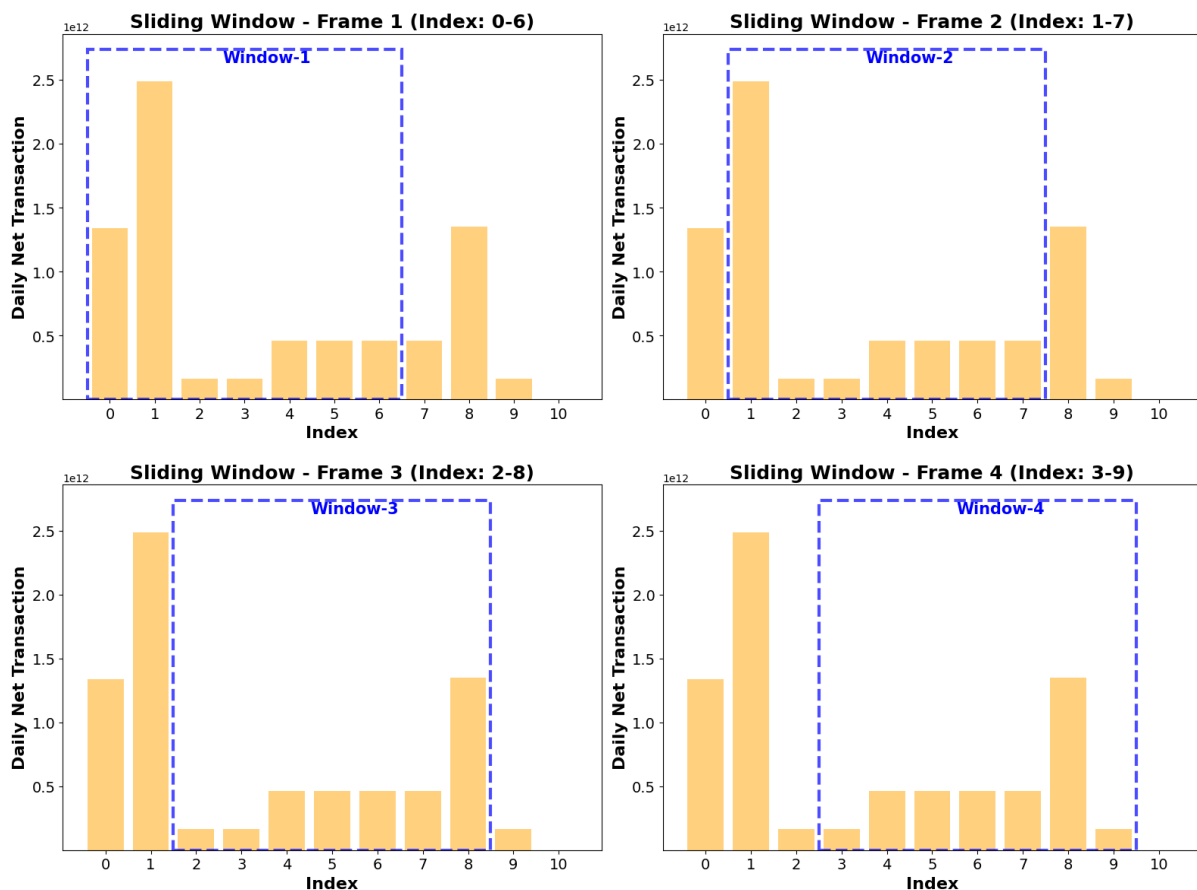 Sliding Window - Frame 1 (Index: 0-6)
1e12
Window-1
2.5
2.0
1.5
1.0
0.5
Daily Net Transaction
0 1 2 3 4 5 6 7 8 9 10
Index
Sliding Window - Frame 2 (Index: 1-7)
1e12
Window-2
2.5
2.0
1.5
1.0
0.5
Daily Net Transaction
0 1 2 3 4 5 6 7 8 9 10
Index
Sliding Window - Frame 3 (Index: 2-8)
1e12
Window-3
2.5
2.0
1.5
1.0
0.5
Daily Net Transaction
0 1 2 3 4 5 6 7 8 9 10
Index
Sliding Window - Frame 4 (Index: 3-9)
1e12
Window-4
2.5
2.0
1.5
1.0
0.5
Daily Net Transaction
0 1 2 3 4 5 6 7 8 9 10
Index